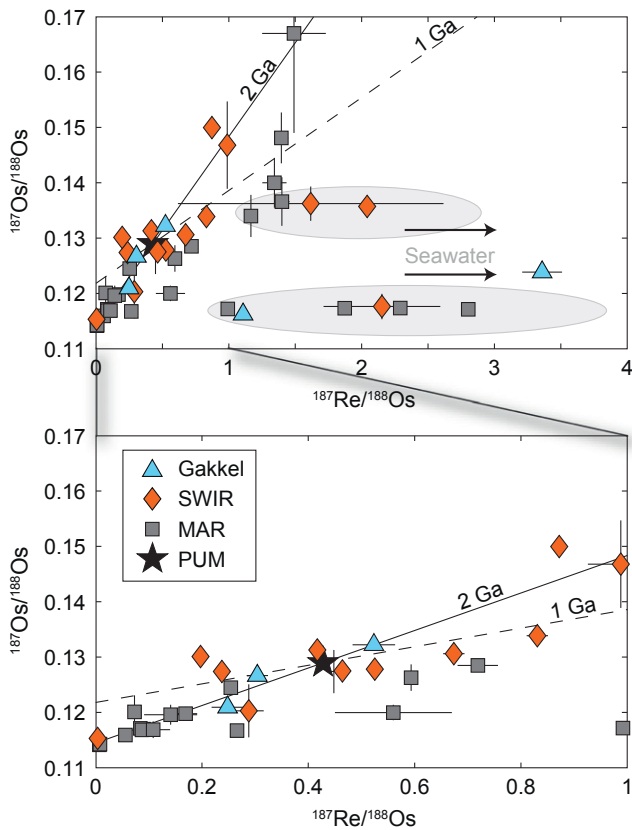 0.17
0.16
0.15
0.14
0.13
0.12
0.11
¹⁸⁷Os/¹⁸⁸Os
2 Ga
1 Ga
Seawater
0 1 2 3 4
¹⁸⁷Re/¹⁸⁸Os
0.17
0.16
0.15
0.14
0.13
0.12
0.11
¹⁸⁷Os/¹⁸⁸Os
Gakkel
SWIR
MAR
PUM
2 Ga
1 Ga
0 0.2 0.4 0.6 0.8 1
¹⁸⁷Re/¹⁸⁸Os